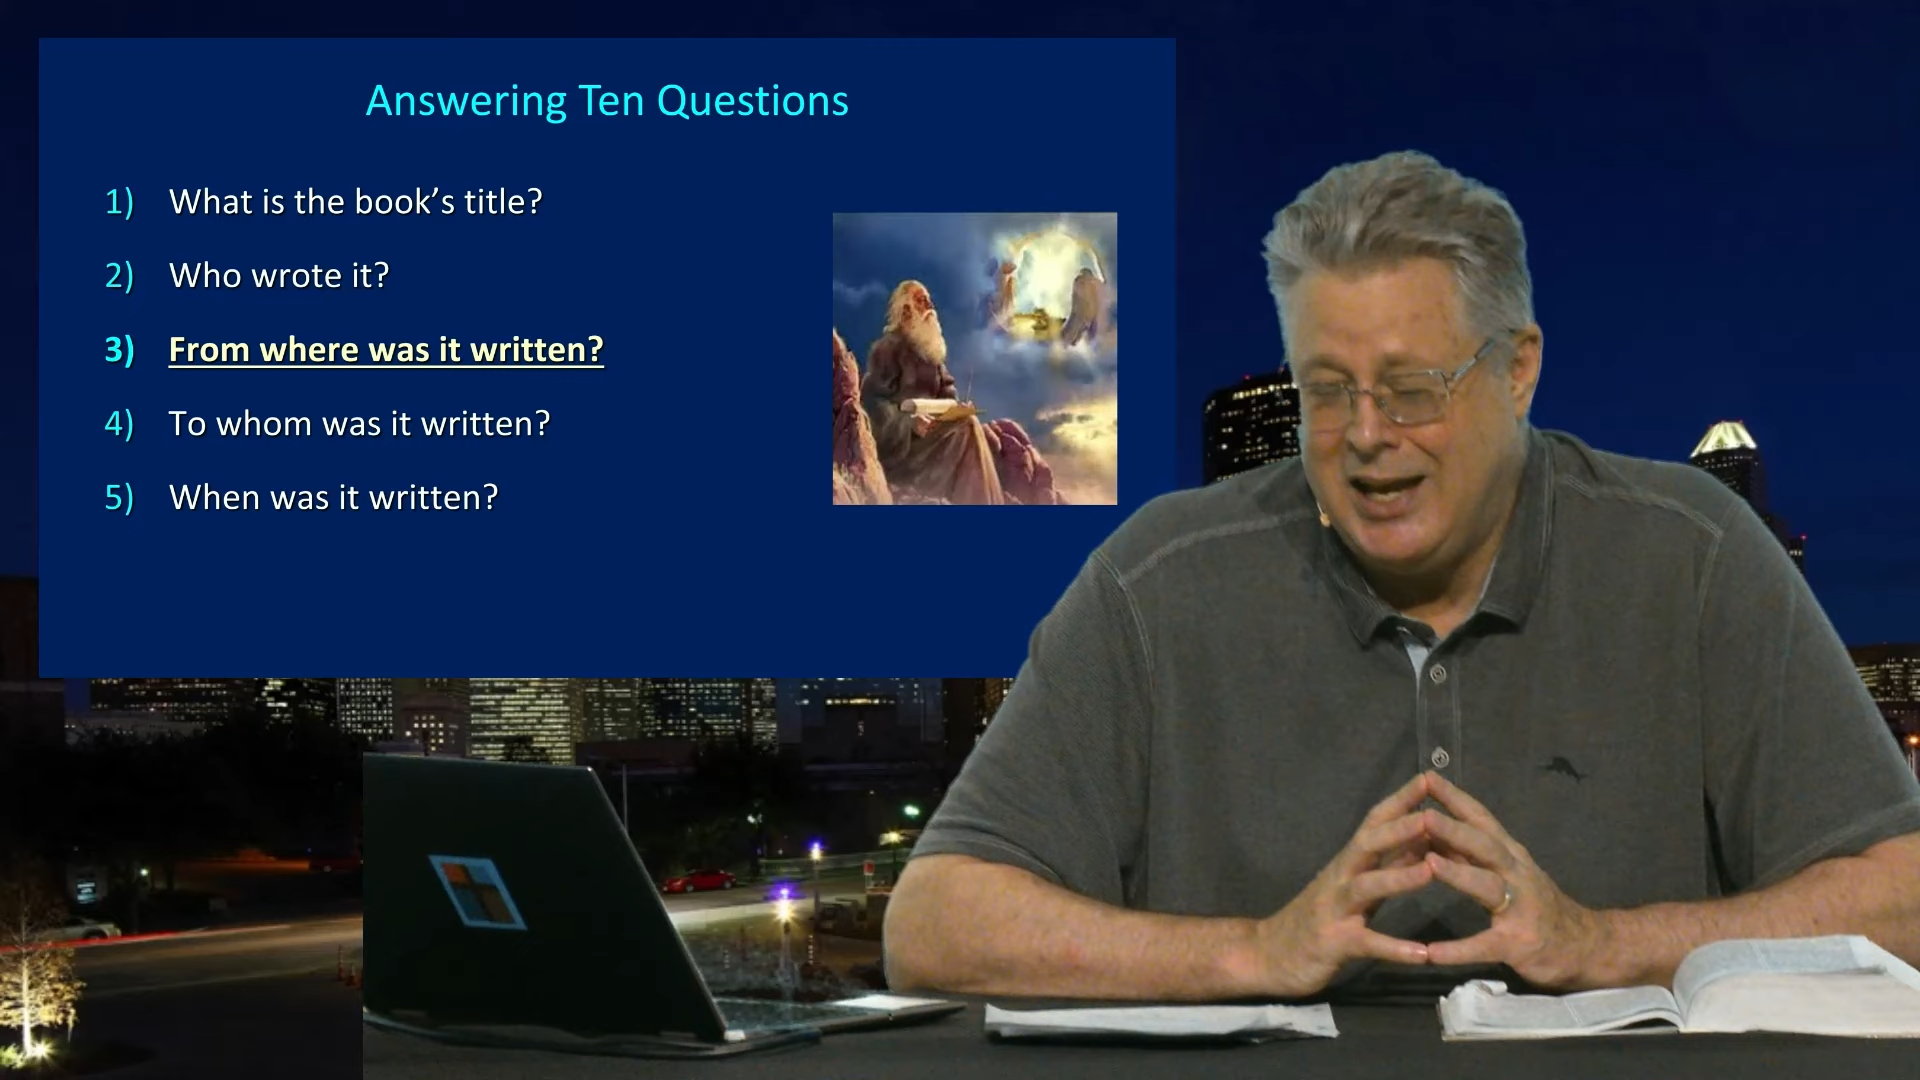 Answering Ten Questions
1) What is the book’s title?
2) Who wrote it?
3) From where was it written?
4) To whom was it written?
5) When was it written?